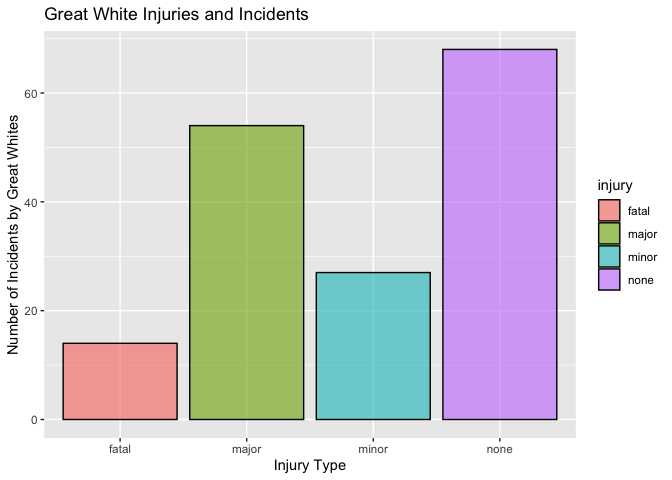 Great White Injuries and Incidents
Number of Incidents by Great Whites
60
40
20
0
fatal
major
minor
none
Injury Type
injury
fatal
major
minor
none